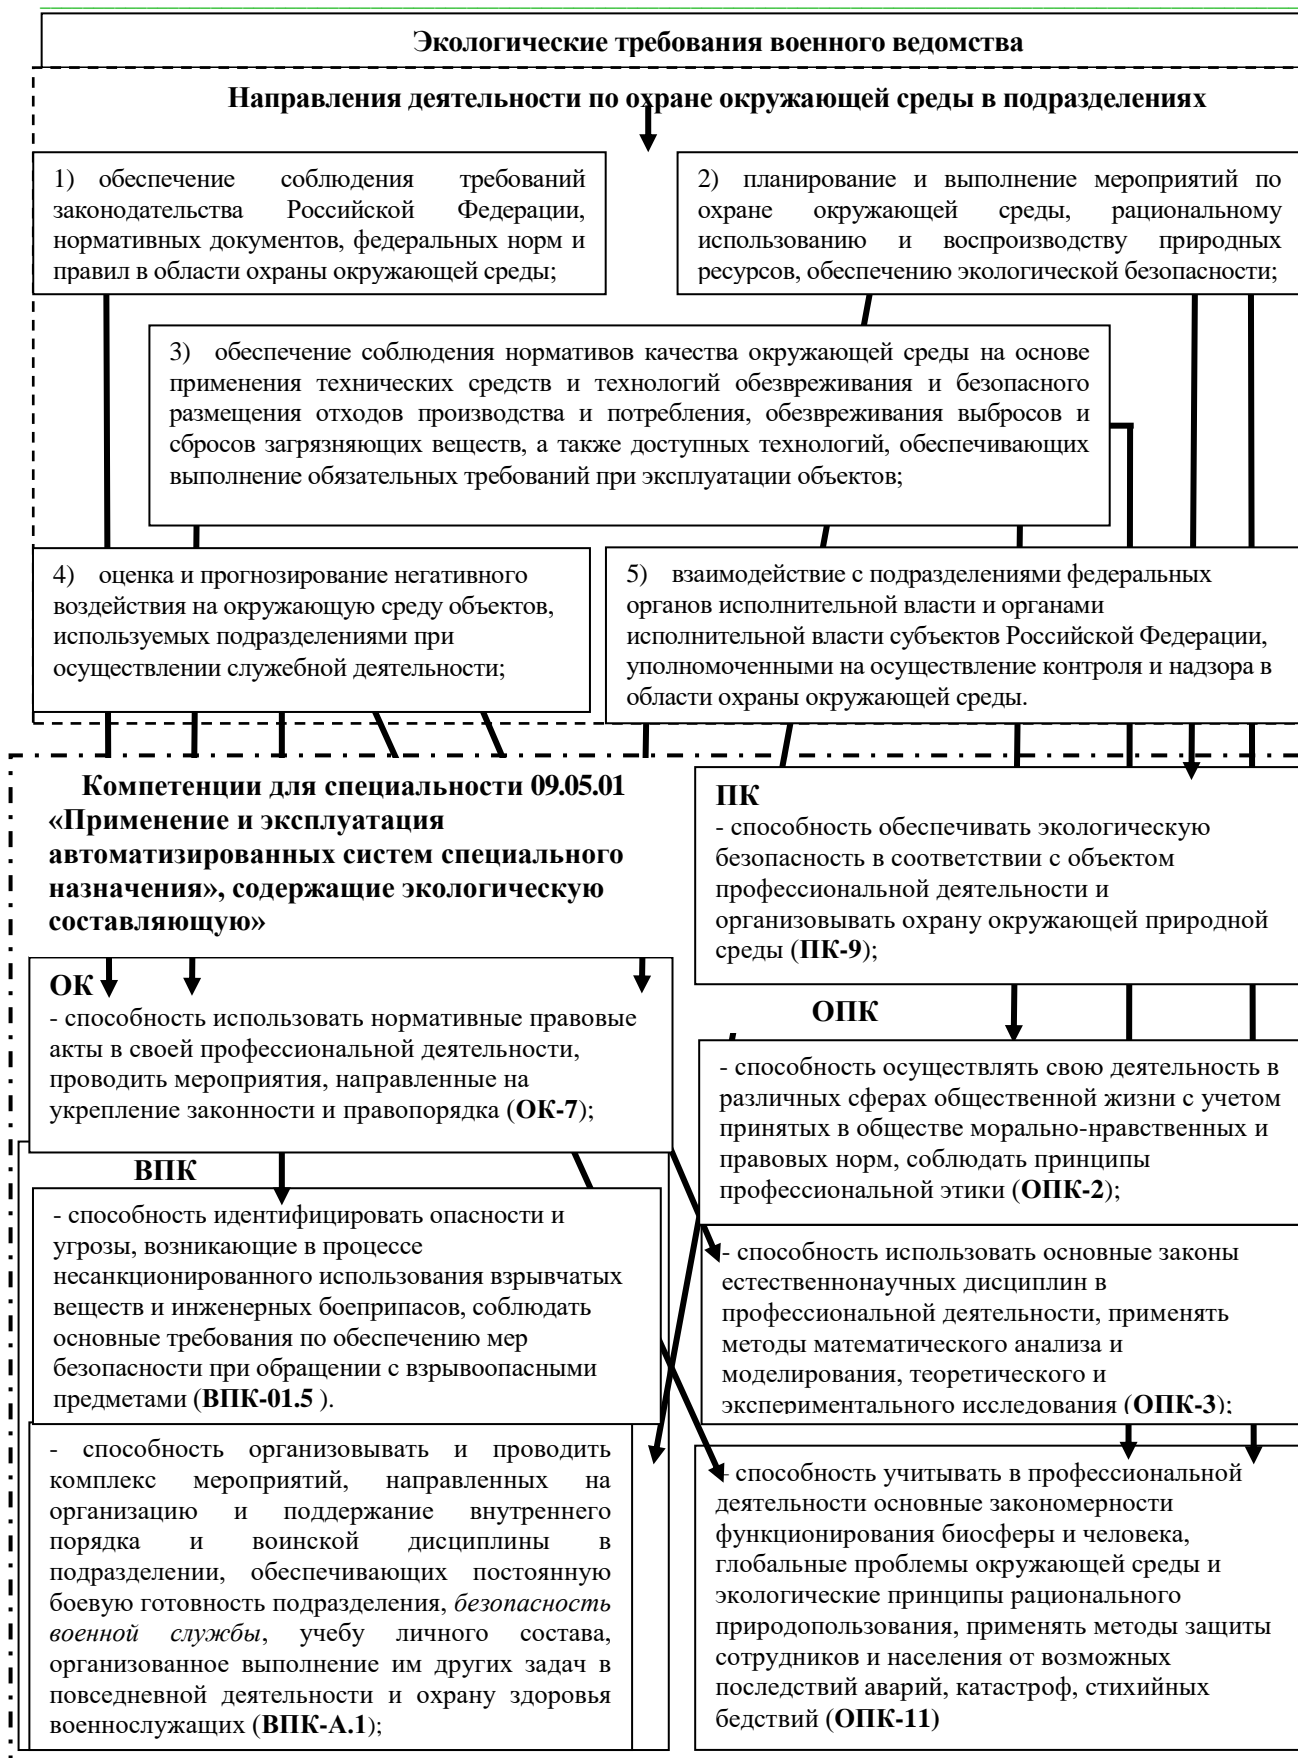 Экологические требования военного ведомства
Направления деятельности по охране окружающей среды в подразделениях
1) обеспечение соблюдения требований
законодательства Российской Федерации,
нормативных документов, федеральных норм и
правил в области охраны окружающей среды;
2) планирование и выполнение мероприятий по
охране окружающей среды, рациональному
использованию и воспроизводству природных
ресурсов, обеспечению экологической безопасности;
3) обеспечение соблюдения нормативов качества окружающей среды на основе
применения технических средств и технологий обезвреживания и безопасного
размещения отходов производства и потребления, обезвреживания выбросов и
сбросов загрязняющих веществ, а также доступных технологий, обеспечивающих
выполнение обязательных требований при эксплуатации объектов;
4) оценка и прогнозирование негативного
воздействия на окружающую среду объектов,
используемых подразделениями при
осуществлении служебной деятельности;
5) взаимодействие с подразделениями федеральных
органов исполнительной власти и органами
исполнительной власти субъектов Российской Федерации,
уполномоченными на осуществление контроля и надзора в
области охраны окружающей среды.
Компетенции для специальности 09.05.01
«Применение и эксплуатация
автоматизированных систем специального
назначения», содержащие экологическую
составляющую»
ПК
- способность обеспечивать экологическую
безопасность в соответствии с объектом
профессиональной деятельности и
организовывать охрану окружающей природной
среды (ПК-9);
ОК
- способность использовать нормативные правовые
акты в своей профессиональной деятельности,
проводить мероприятия, направленные на
укрепление законности и правопорядка (ОК-7);
ОПК
- способность осуществлять свою деятельность в
различных сферах общественной жизни с учетом
принятых в обществе морально-нравственных и
правовых норм, соблюдать принципы
профессиональной этики (ОПК-2);
ВПК
- способность идентифицировать опасности и
угрозы, возникающие в процессе
несанкционированного использования взрывчатых
веществ и инженерных боеприпасов, соблюдать
основные требования по обеспечению мер
безопасности при обращении с взрывоопасными
предметами (ВПК-01.5 ).
- способность использовать основные законы
естественнонаучных дисциплин в
профессиональной деятельности, применять
методы математического анализа и
моделирования, теоретического и
экспериментального исследования (ОПК-3);
- способность организовывать и проводить
комплекс мероприятий, направленных на
организацию и поддержание внутреннего
порядка и воинской дисциплины в
подразделении, обеспечивающих постоянную
боевую готовность подразделения, безопасность
военной службы, учебу личного состава,
организованное выполнение им других задач в
повседневной деятельности и охрану здоровья
военнослужащих (ВПК-А.1);
- способность учитывать в профессиональной
деятельности основные закономерности
функционирования биосферы и человека,
глобальные проблемы окружающей среды и
экологические принципы рационального
природопользования, применять методы защиты
сотрудников и населения от возможных
последствий аварий, катастроф, стихийных
бедствий (ОПК-11)